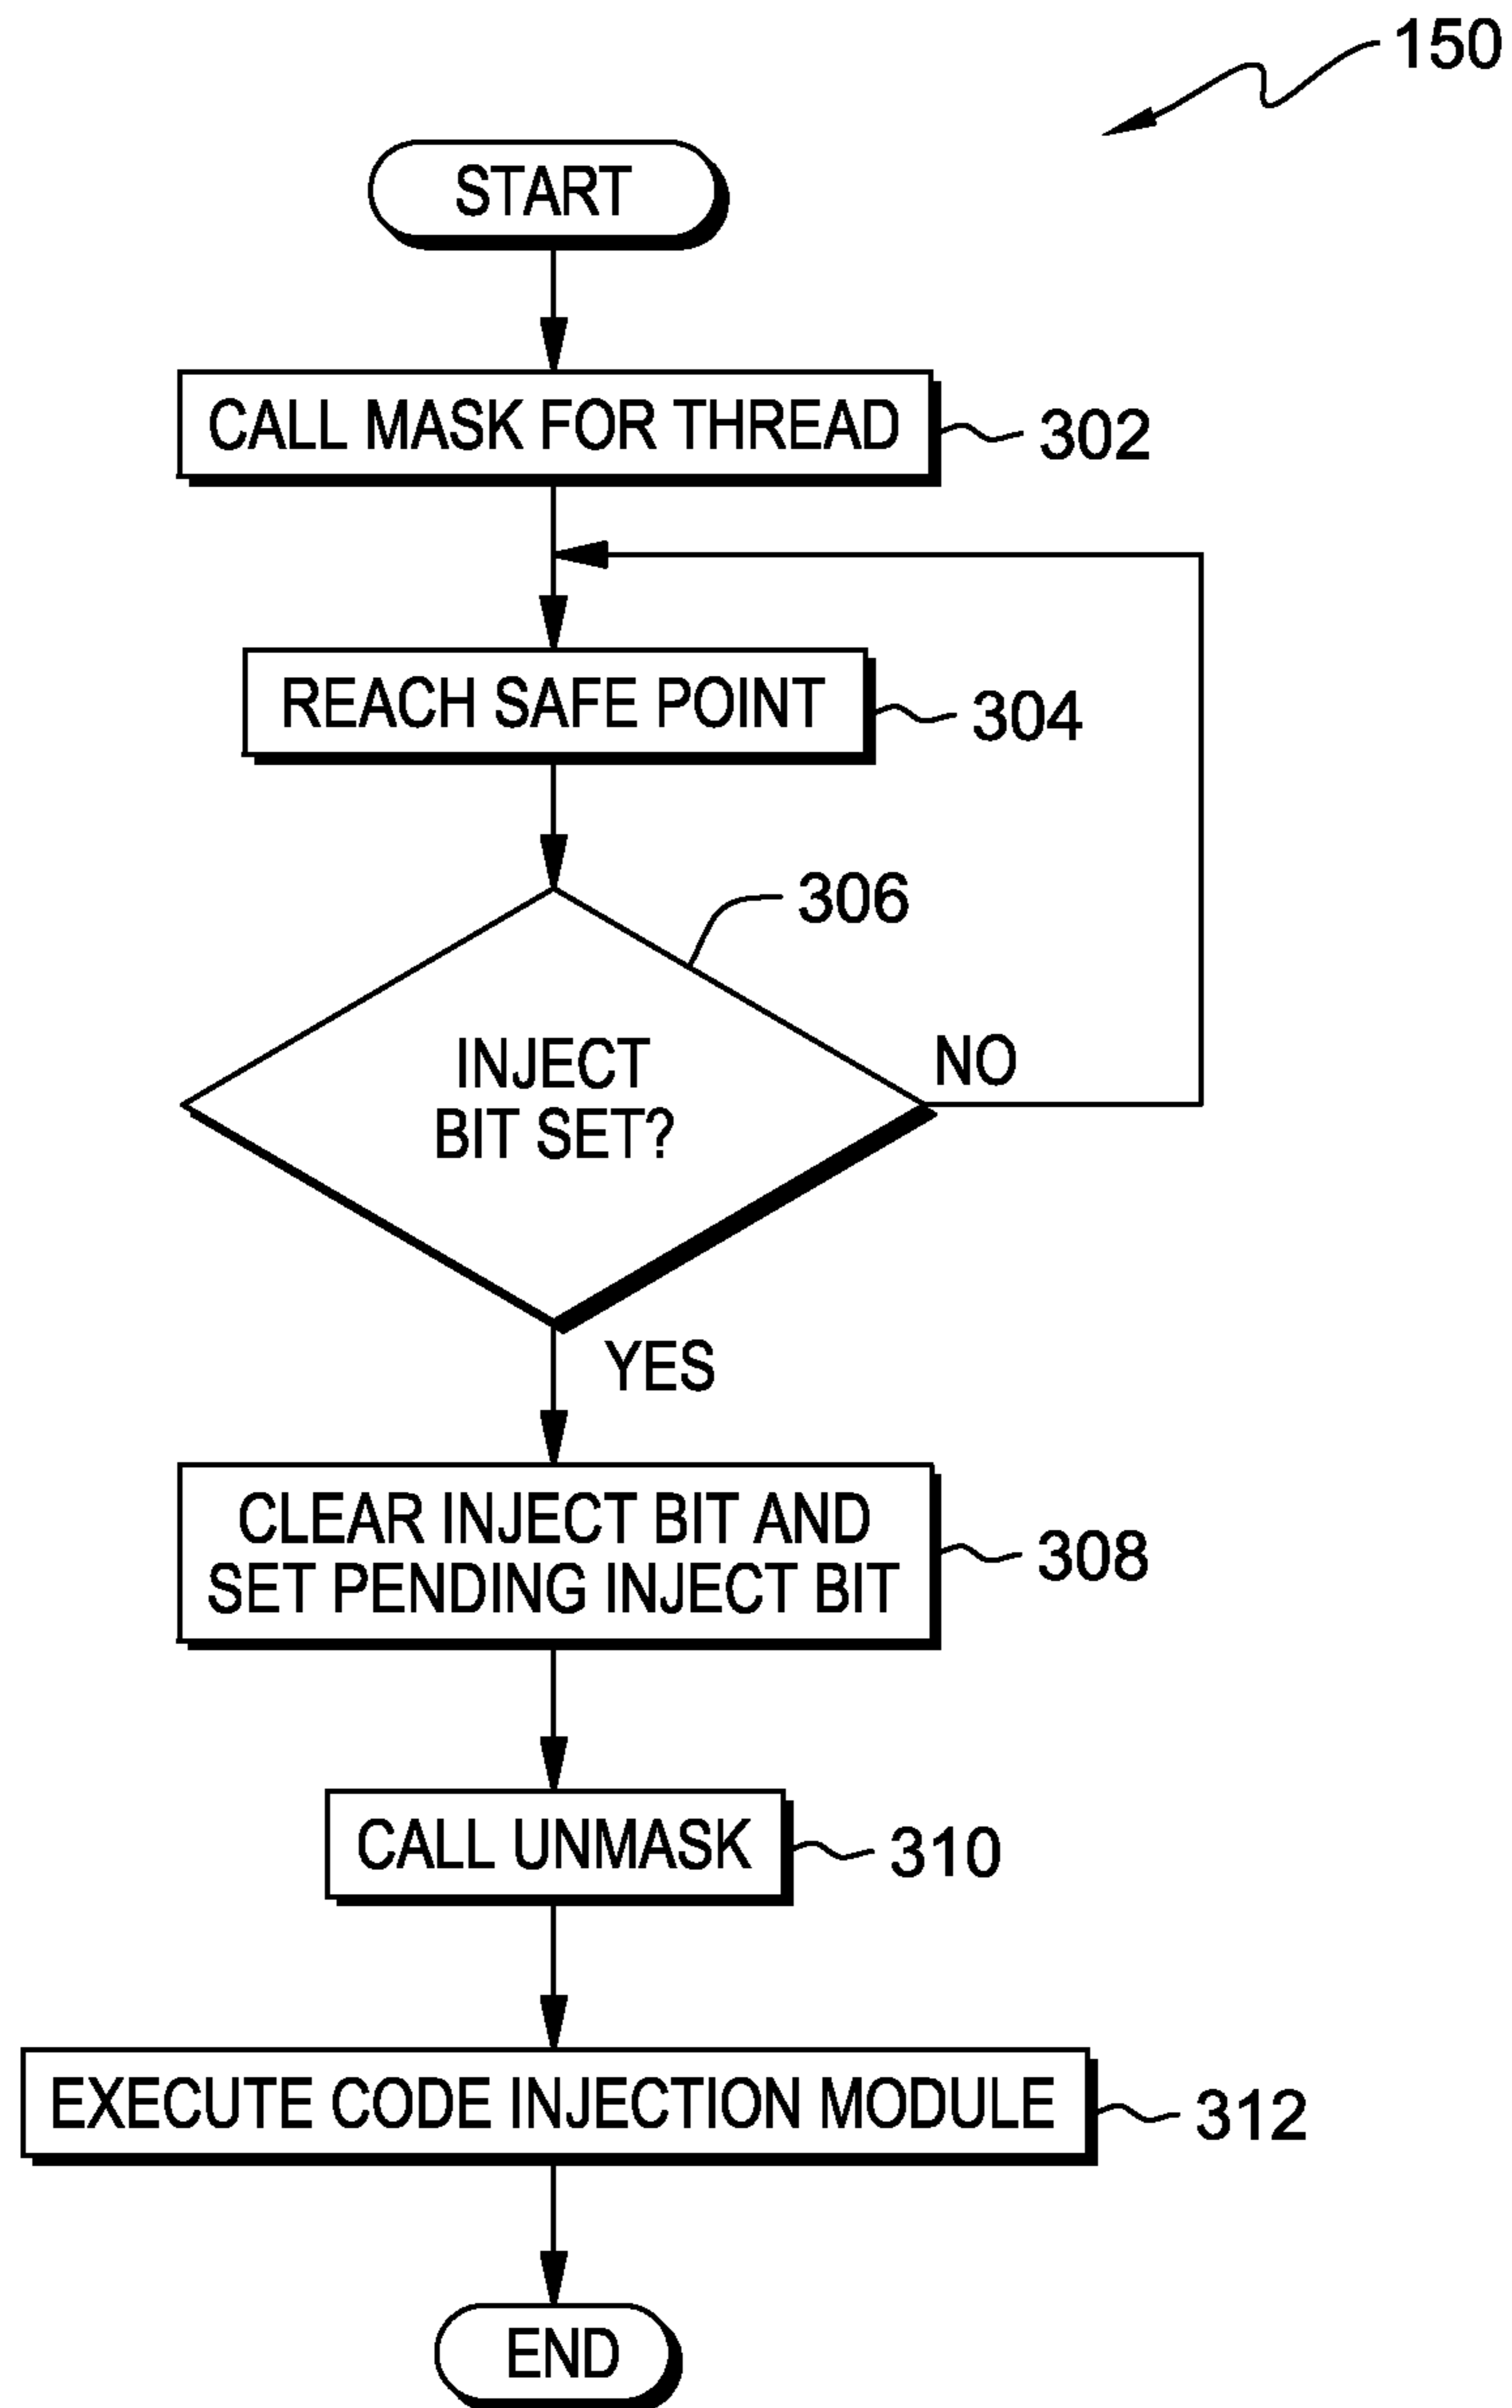 150
START
CALL MASK FOR THREAD
302
REACH SAFE POINT
304
306
INJECT
BIT SET?
NO
YES
CLEAR INJECT BIT AND
SET PENDING INJECT BIT
308
CALL UNMASK
310
EXECUTE CODE INJECTION MODULE
312
END